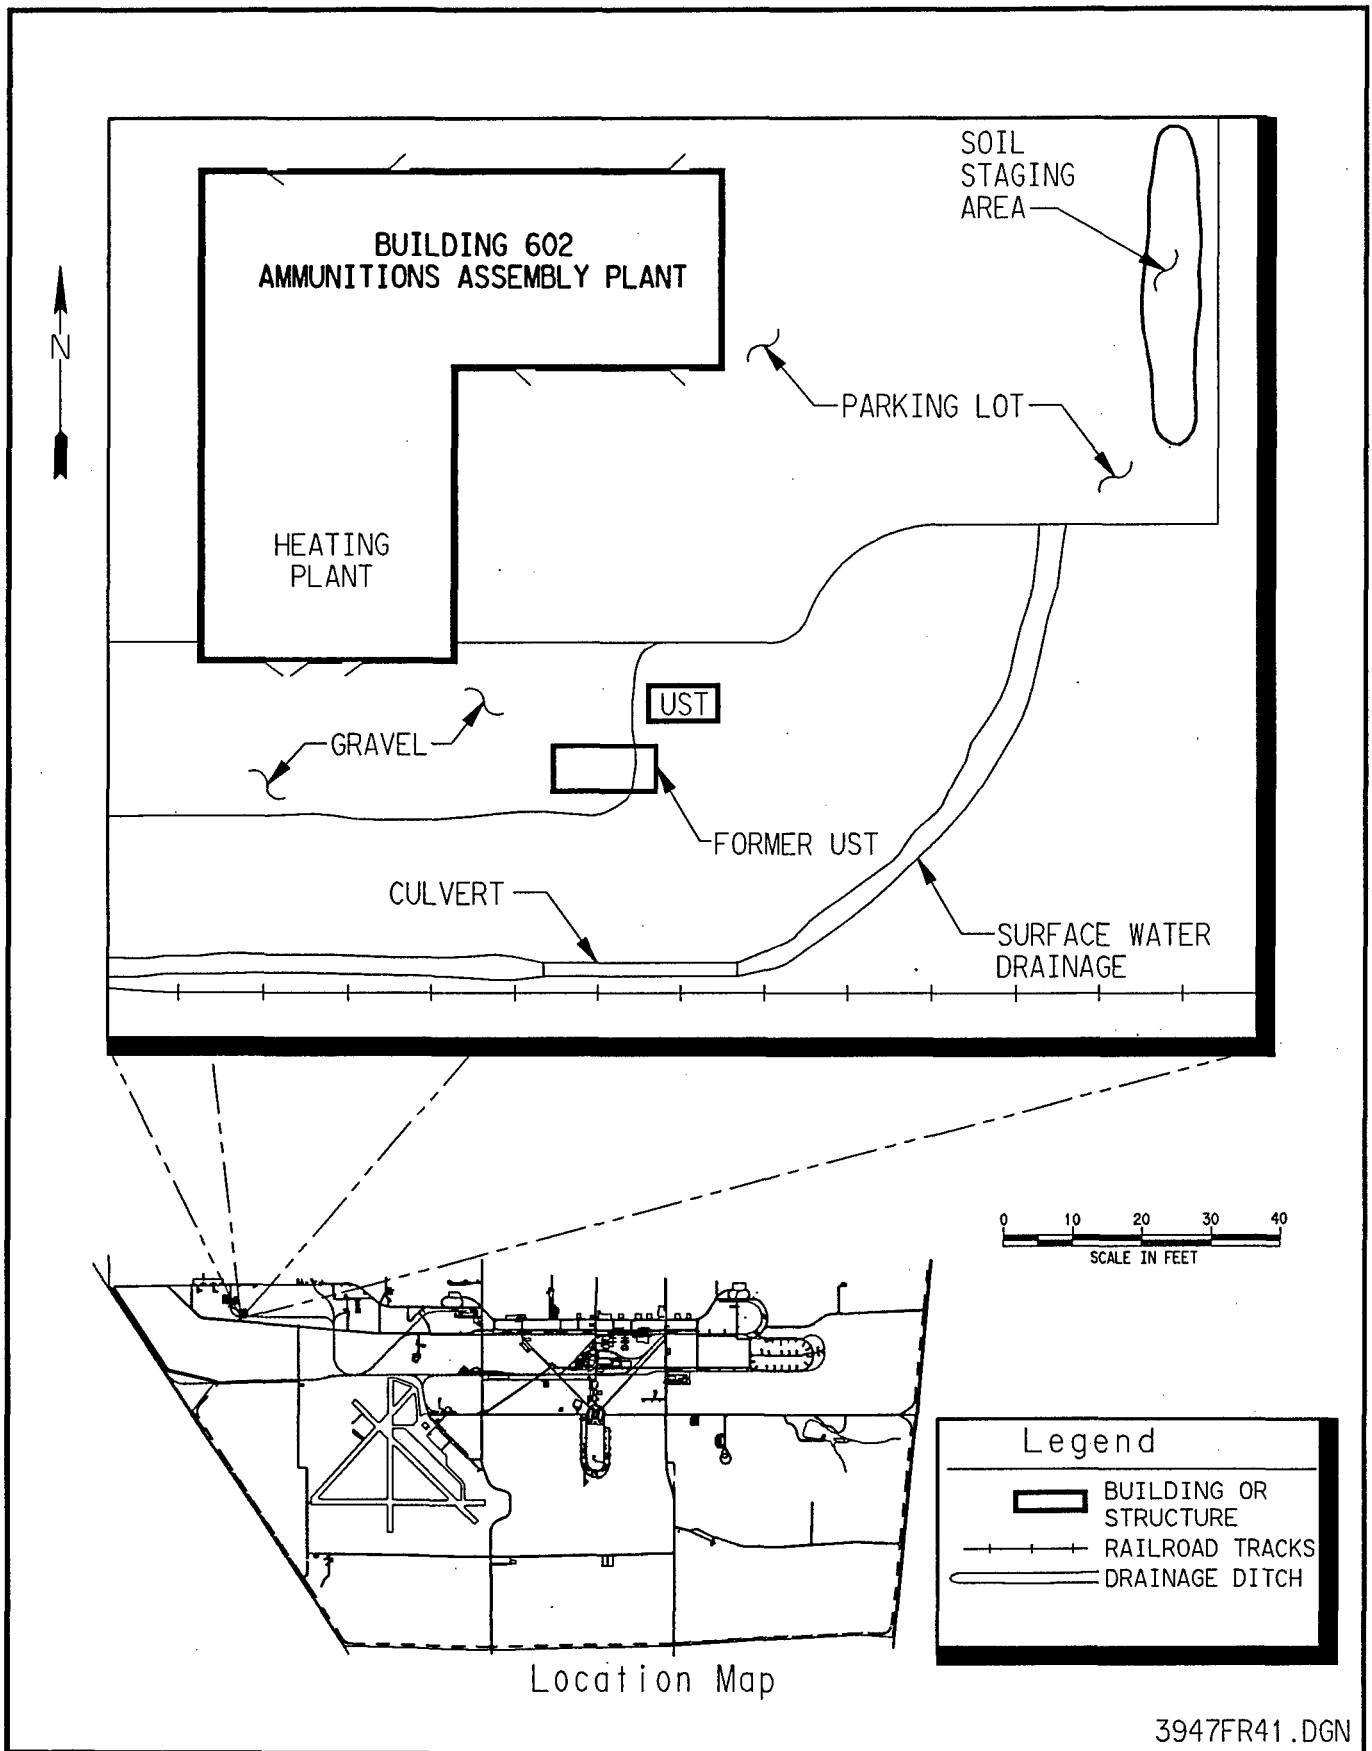 SOIL
STAGING
AREA
BUILDING 602
AMMUNITIONS ASSEMBLY PLANT
N
PARKING LOT
HEATING
PLANT
UST
GRAVEL
FORMER UST
CULVERT
SURFACE WATER
DRAINAGE
0 10 20 30 40
SCALE IN FEET
Legend
BUILDING OR
STRUCTURE
RAILROAD TRACKS
DRAINAGE DITCH
Location Map
3947FR41.DGN